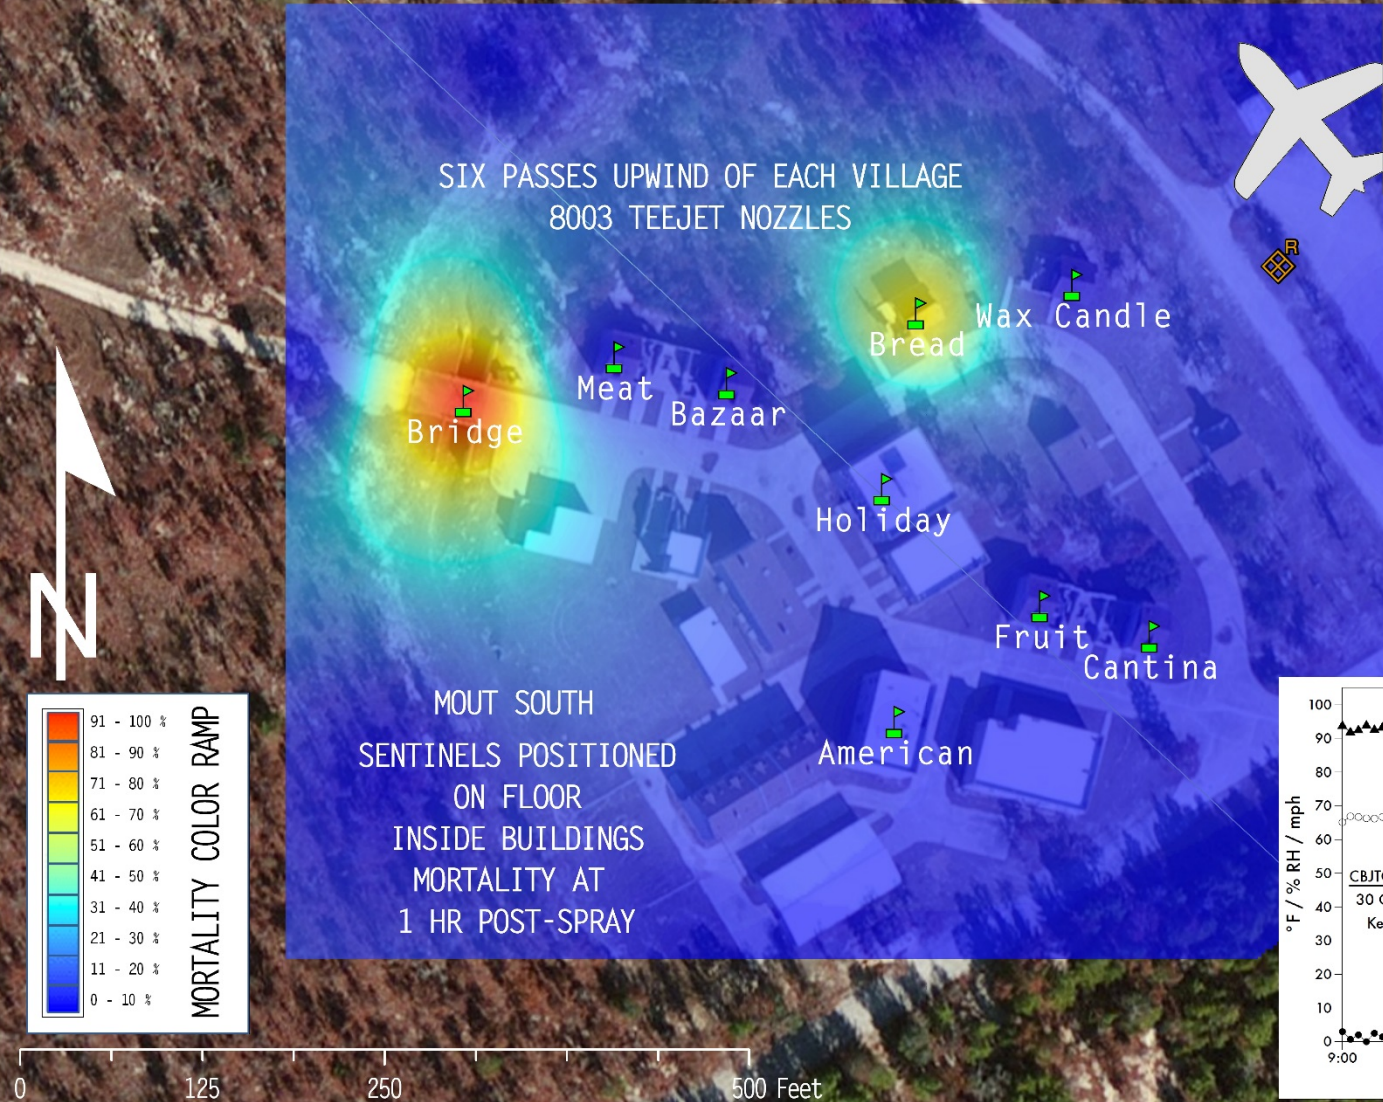 SIX PASSES UPWIND OF EACH VILLAGE
8003 TEEJET NOZZLES
R
Wax Candle
Bread
Meat
Bazaar
Bridge
Holiday
Fruit
Cantina
American
N
MOUT SOUTH
SENTINELS POSITIONED
ON FLOOR
INSIDE BUILDINGS
MORTALITY AT
1 HR POST-SPRAY
91 - 100 %
81 - 90 %
71 - 80 %
61 - 70 %
51 - 60 %
41 - 50 %
31 - 40 %
21 - 30 %
11 - 20 %
0 - 10 %
MORTALITY COLOR RAMP
0 125 250 500 Feet
100
90
80
70
60
50
40
30
20
10
0
°F / % RH / mph
9:00